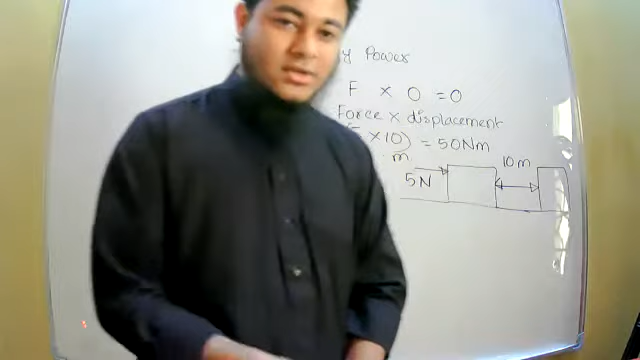 y Power
F × 0 = 0
Force × displacement
×10) = 50Nm
m
10 m
5N